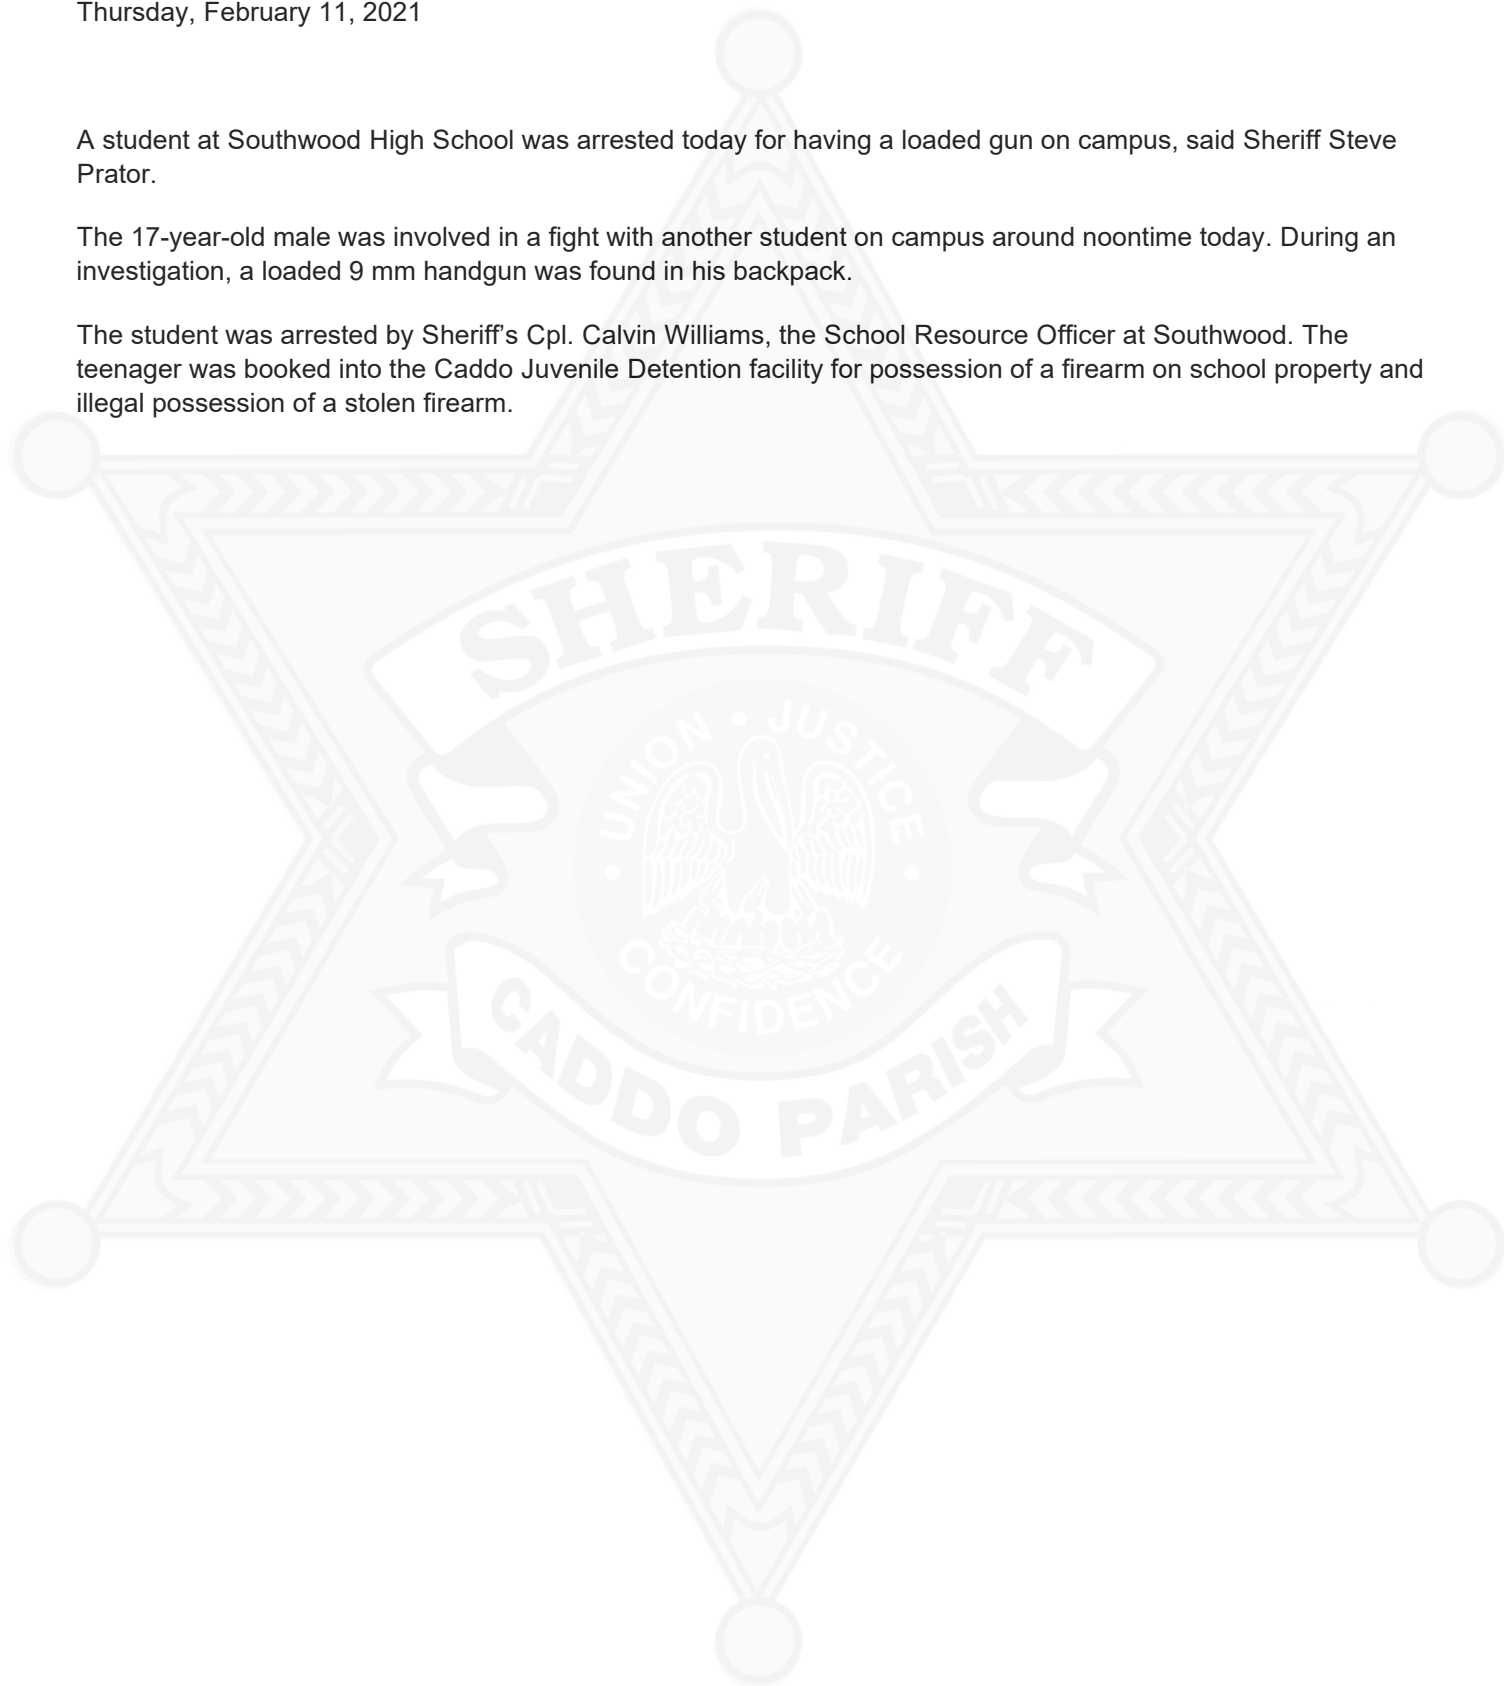 Thursday, February 11, 2021
A student at Southwood High School was arrested today for having a loaded gun on campus, said Sheriff Steve
Prator.
The 17-year-old male was involved in a fight with another student on campus around noontime today. During an
investigation, a loaded 9 mm handgun was found in his backpack.
The student was arrested by Sheriff’s Cpl. Calvin Williams, the School Resource Officer at Southwood. The
teenager was booked into the Caddo Juvenile Detention facility for possession of a firearm on school property and
illegal possession of a stolen firearm.
SHERIFF
UNION • JUSTICE
• CONFIDENCE •
CADDO PARISH